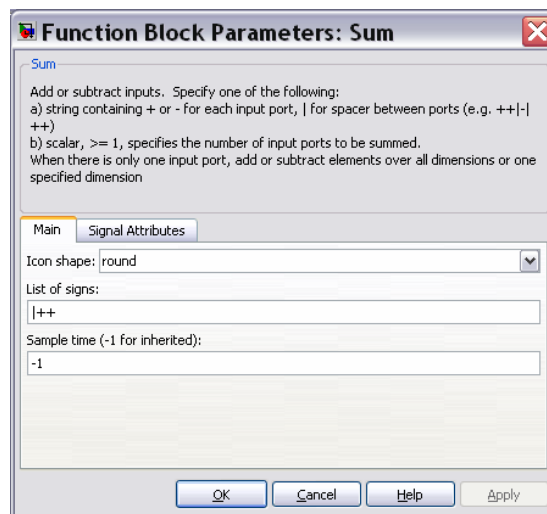 Function Block Parameters: Sum
Sum
Add or subtract inputs.  Specify one of the following:
a) string containing + or - for each input port, | for spacer between ports (e.g. ++|-|
++)
b) scalar, >= 1, specifies the number of input ports to be summed.
When there is only one input port, add or subtract elements over all dimensions or one
specified dimension
Main    Signal Attributes
Icon shape: round
List of signs:
|++
Sample time (-1 for inherited):
-1
OK    Cancel    Help    Apply